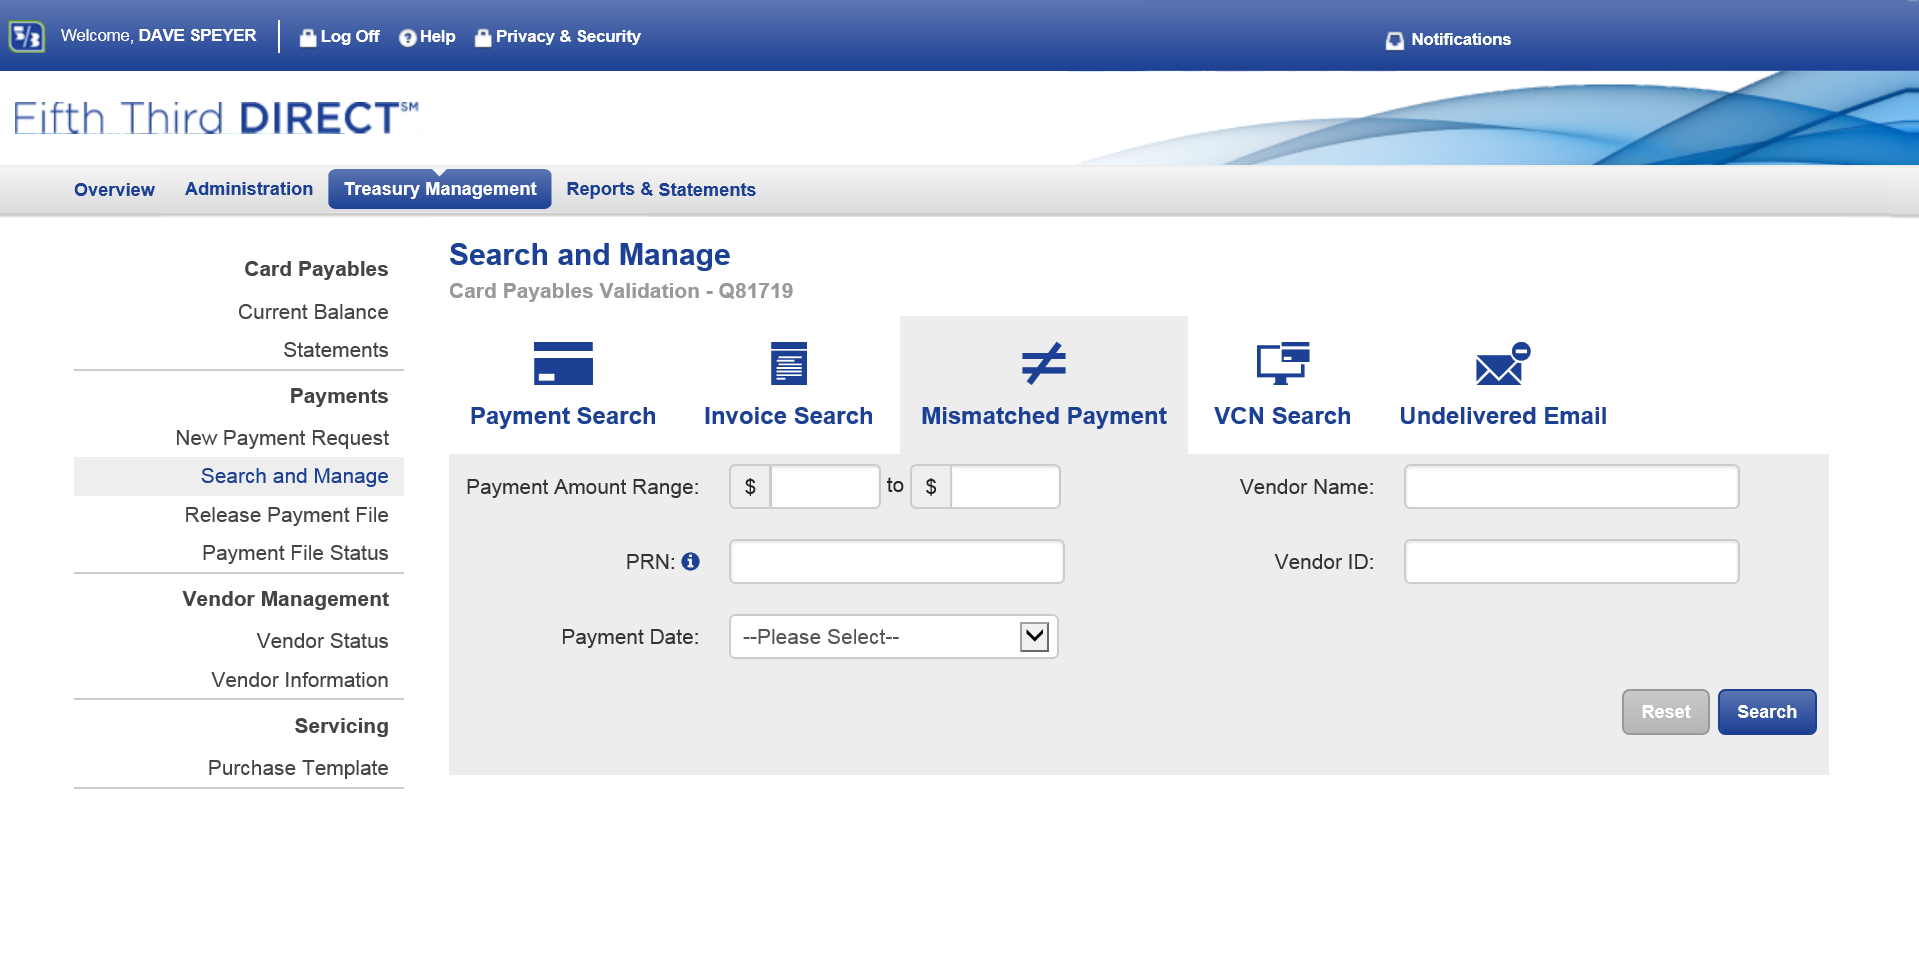 5/3 Welcome, DAVE SPEYER Log Off Help Privacy & Security Notifications
Fifth Third DIRECT℠
Overview Administration Treasury Management Reports & Statements
Card Payables
Current Balance
Statements
Payments
New Payment Request
Search and Manage
Release Payment File
Payment File Status
Vendor Management
Vendor Status
Vendor Information
Servicing
Purchase Template
Search and Manage
Card Payables Validation - Q81719
Payment Search Invoice Search Mismatched Payment VCN Search Undelivered Email
Payment Amount Range: $ to $ Vendor Name:
PRN: Vendor ID:
Payment Date: --Please Select--
Reset Search